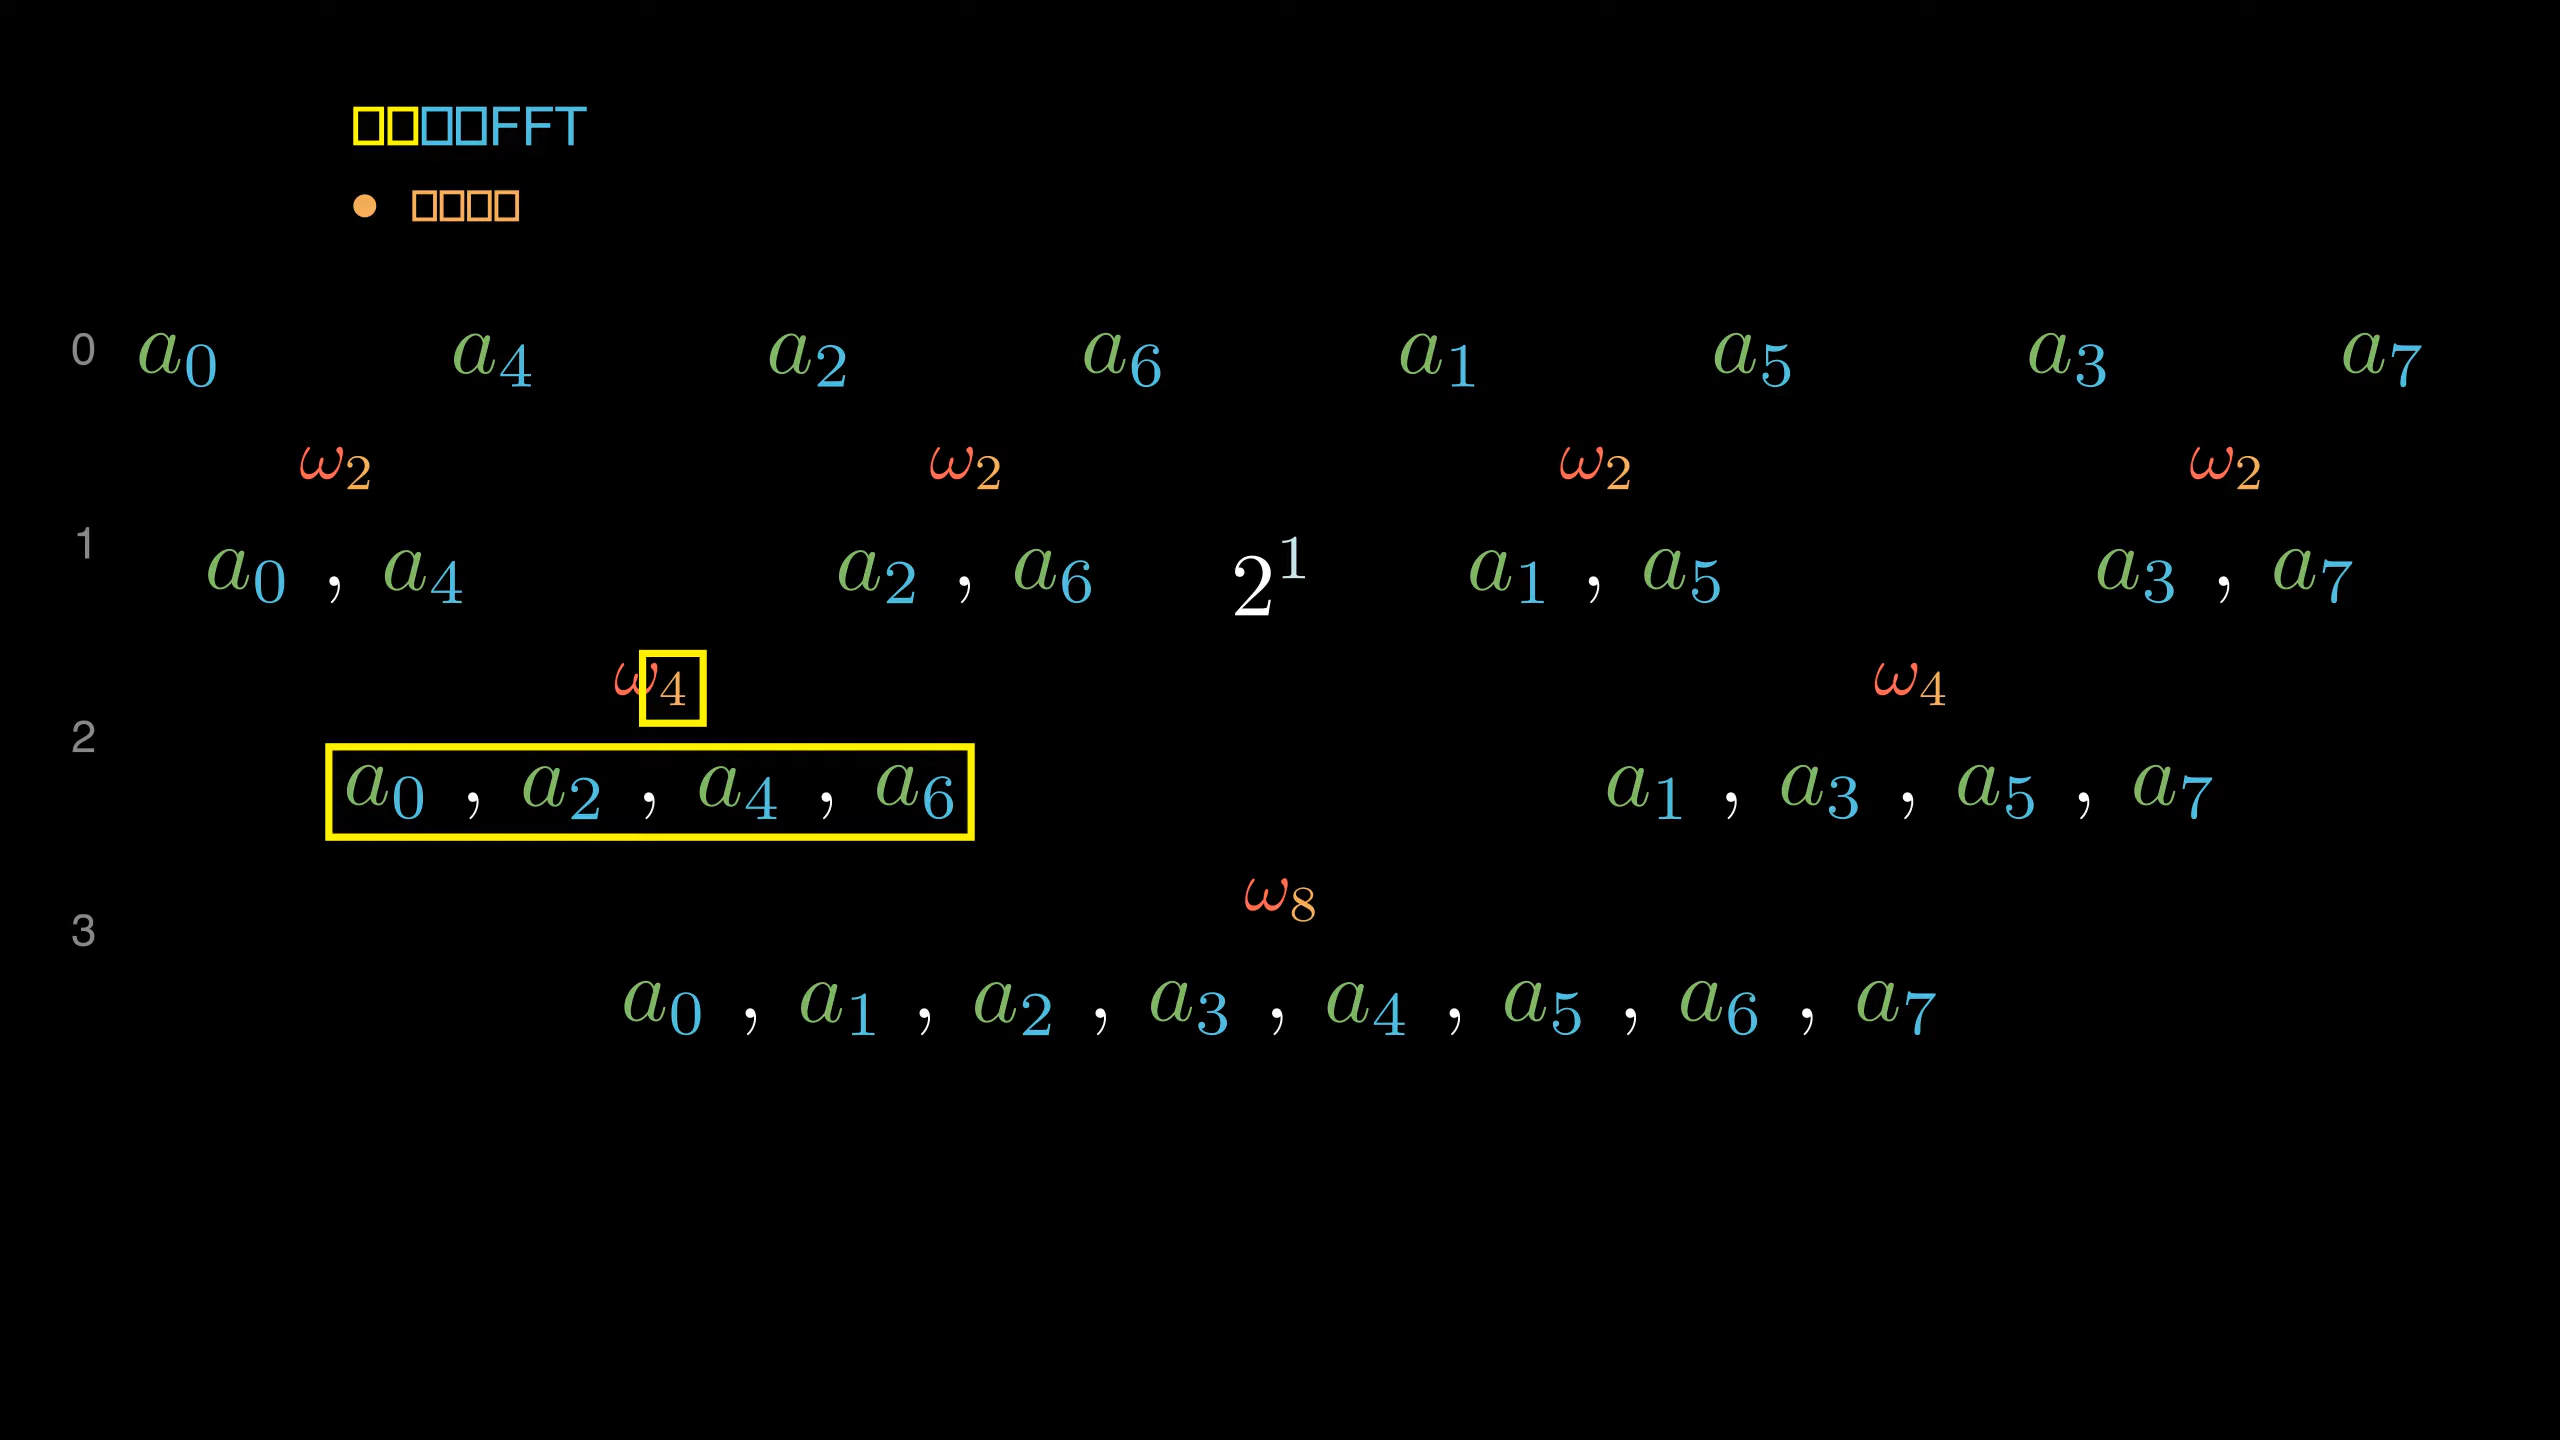 FFT
•
0 a₀ a₄ a₂ a₆ a₁ a₅ a₃ a₇
ω₂ ω₂ ω₂ ω₂
1 a₀ , a₄ a₂ , a₆ 2¹ a₁ , a₅ a₃ , a₇
ω₄ ω₄
2 a₀ , a₂ , a₄ , a₆ a₁ , a₃ , a₅ , a₇
ω₈
3
a₀ , a₁ , a₂ , a₃ , a₄ , a₅ , a₆ , a₇